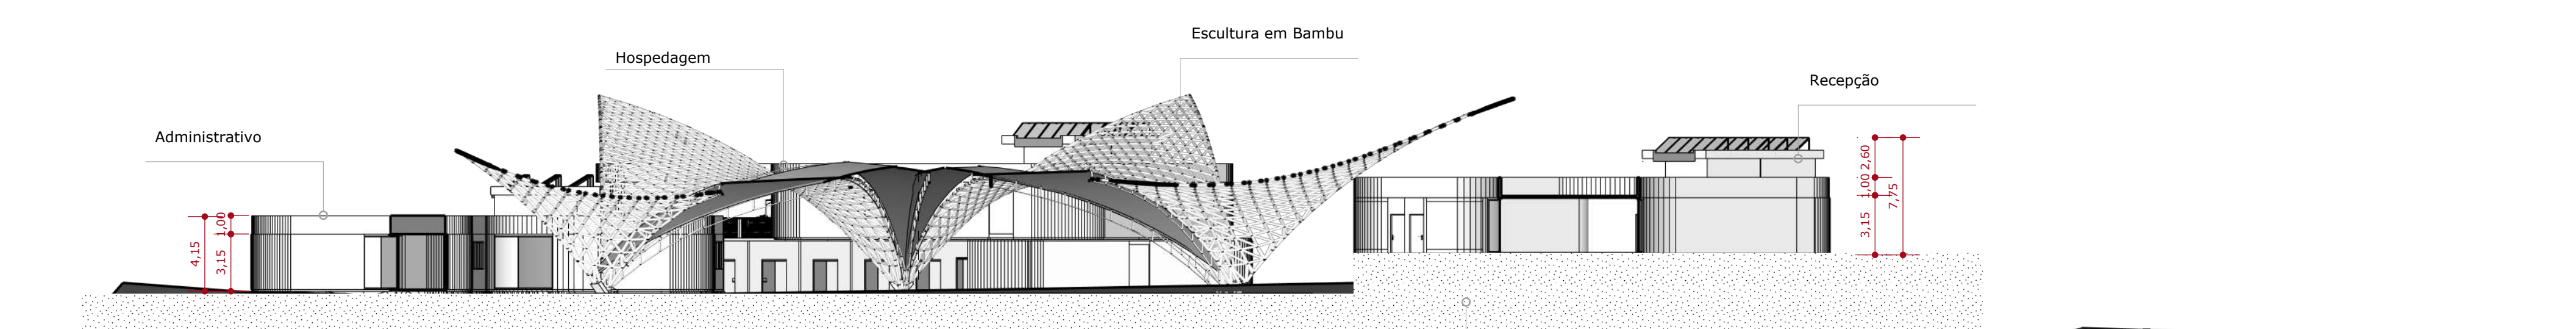 Escultura em Bambu
Hospedagem
Recepção
Administrativo
4,15
1,00
3,15
2,60
1,00
3,15
7,75